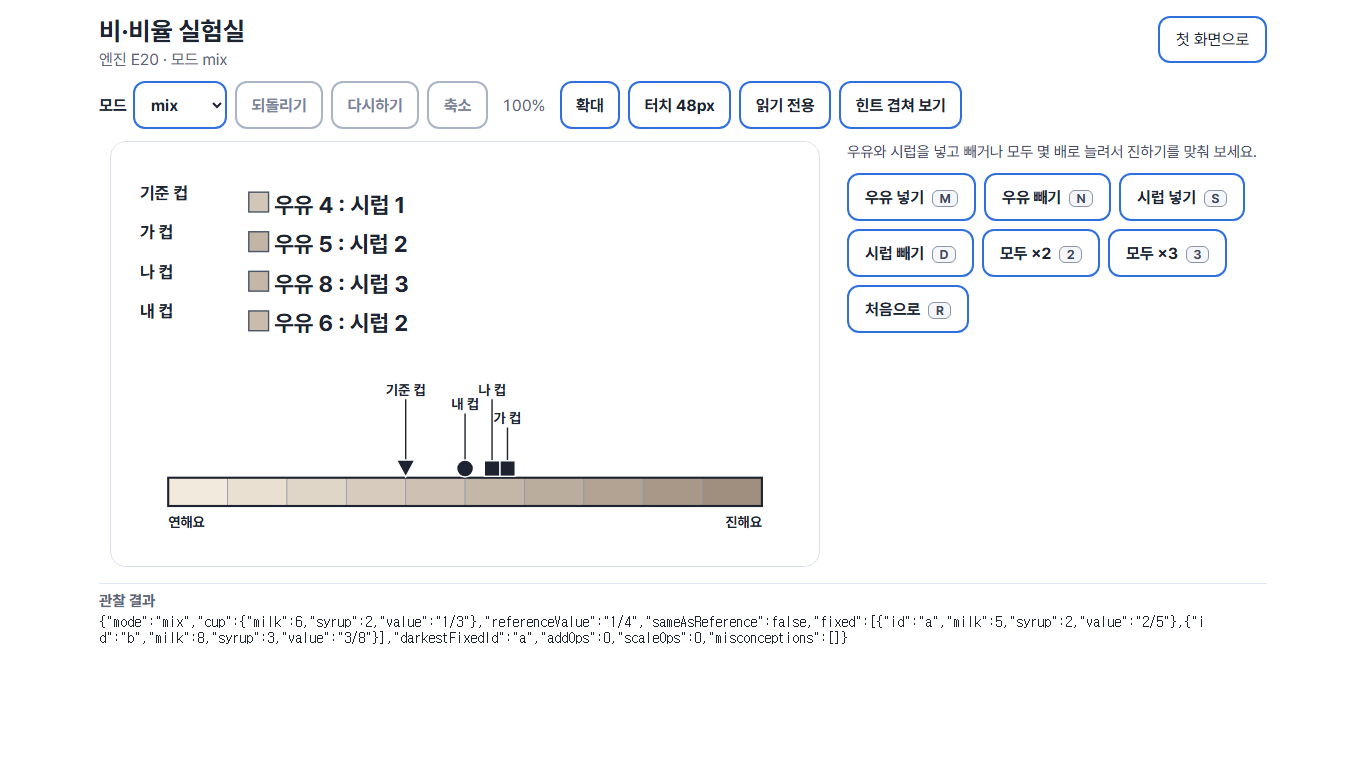 비·비율 실험실
첫 화면으로
엔진 E20 · 모드 mix
모드 mix 되돌리기 다시하기 축소 100% 확대 터치 48px 읽기 전용 힌트 겹쳐 보기
우유와 시럽을 넣고 빼거나 모두 몇 배로 늘려서 진하기를 맞춰 보세요.
우유 넣기 M 우유 빼기 N 시럽 넣기 S
시럽 빼기 D 모두 ×2 2 모두 ×3 3
처음으로 R
기준 컵 우유 4 : 시럽 1
가 컵 우유 5 : 시럽 2
나 컵 우유 8 : 시럽 3
내 컵 우유 6 : 시럽 2
기준 컵 나 컵
내 컵
가 컵
연해요 진해요
관찰 결과
{"mode":"mix","cup":{"milk":6,"syrup":2,"value":"1/3"},"referenceValue":"1/4","sameAsReference":false,"fixed":[{"id":"a","milk":5,"syrup":2,"value":"2/5"},{"i
d":"b","milk":8,"syrup":3,"value":"3/8"}],"darkestFixedId":"a","addOps":0,"scaleOps":0,"misconceptions":[]}